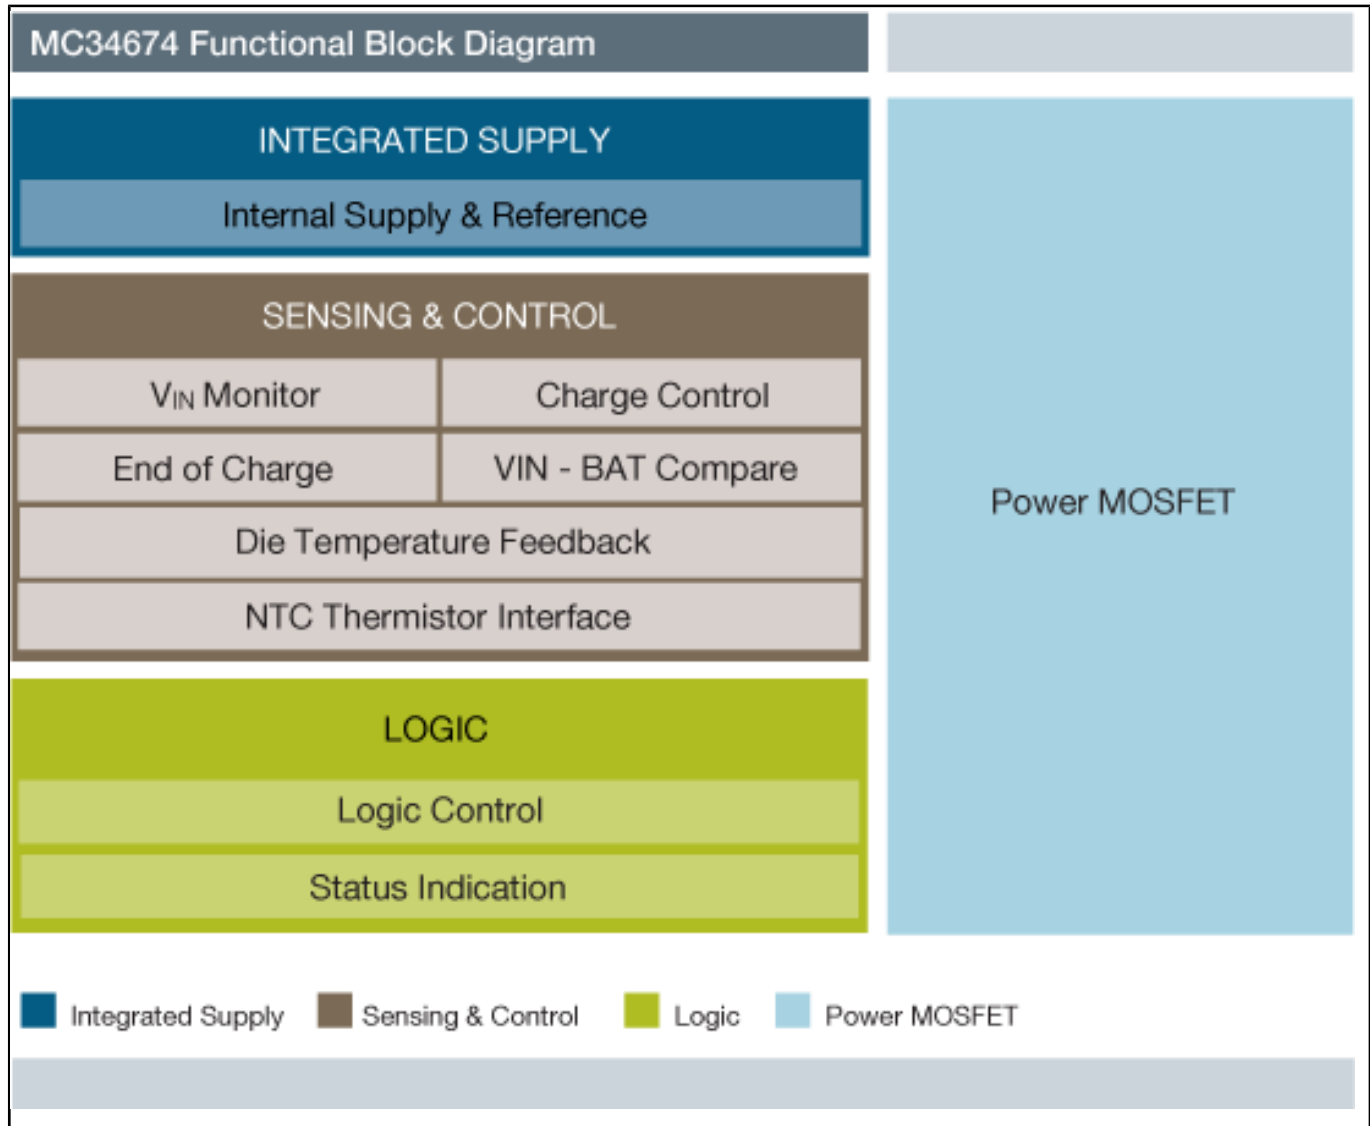 MC34674 Functional Block Diagram
INTEGRATED SUPPLY
Internal Supply & Reference
SENSING & CONTROL
VIN Monitor
Charge Control
End of Charge
VIN - BAT Compare
Die Temperature Feedback
NTC Thermistor Interface
LOGIC
Logic Control
Status Indication
Power MOSFET
Integrated Supply
Sensing & Control
Logic
Power MOSFET